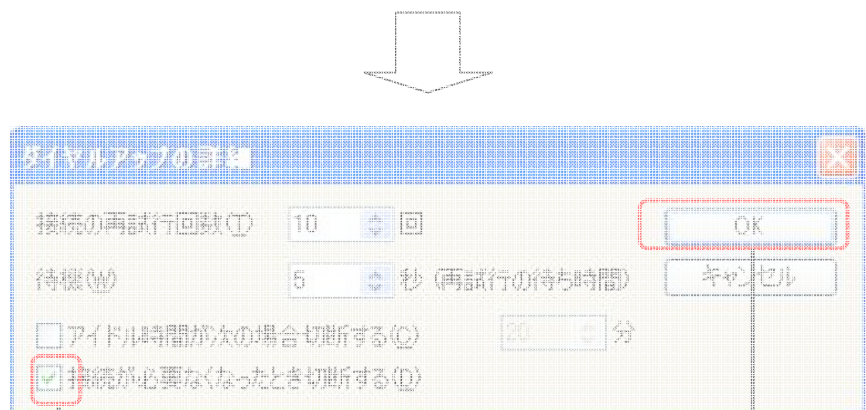 ダイヤルアップの詳細
接続の再試行回数(T) 10 回 OK
待機(W) 5 秒 (再試行の待ち時間) キャンセル
アイドル時間が次の場合切断する(C) 20 分
接続が必要なくなったとき切断する(D)